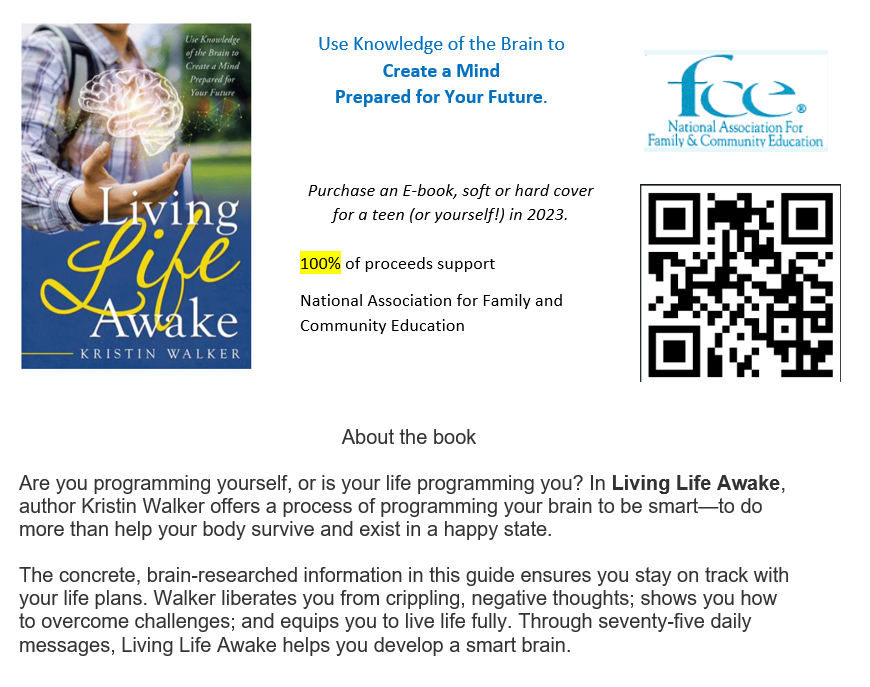 Use Knowledge
of the Brain to
Create a Mind
Prepared for
Your Future
Living
Life
Awake
KRISTIN WALKER
Use Knowledge of the Brain to
Create a Mind
Prepared for Your Future.
fce®
National Association For
Family & Community Education
Purchase an E-book, soft or hard cover
for a teen (or yourself!) in 2023.
100% of proceeds support
National Association for Family and
Community Education
About the book
Are you programming yourself, or is your life programming you? In Living Life Awake,
author Kristin Walker offers a process of programming your brain to be smart—to do
more than help your body survive and exist in a happy state.
The concrete, brain-researched information in this guide ensures you stay on track with
your life plans. Walker liberates you from crippling, negative thoughts; shows you how
to overcome challenges; and equips you to live life fully. Through seventy-five daily
messages, Living Life Awake helps you develop a smart brain.